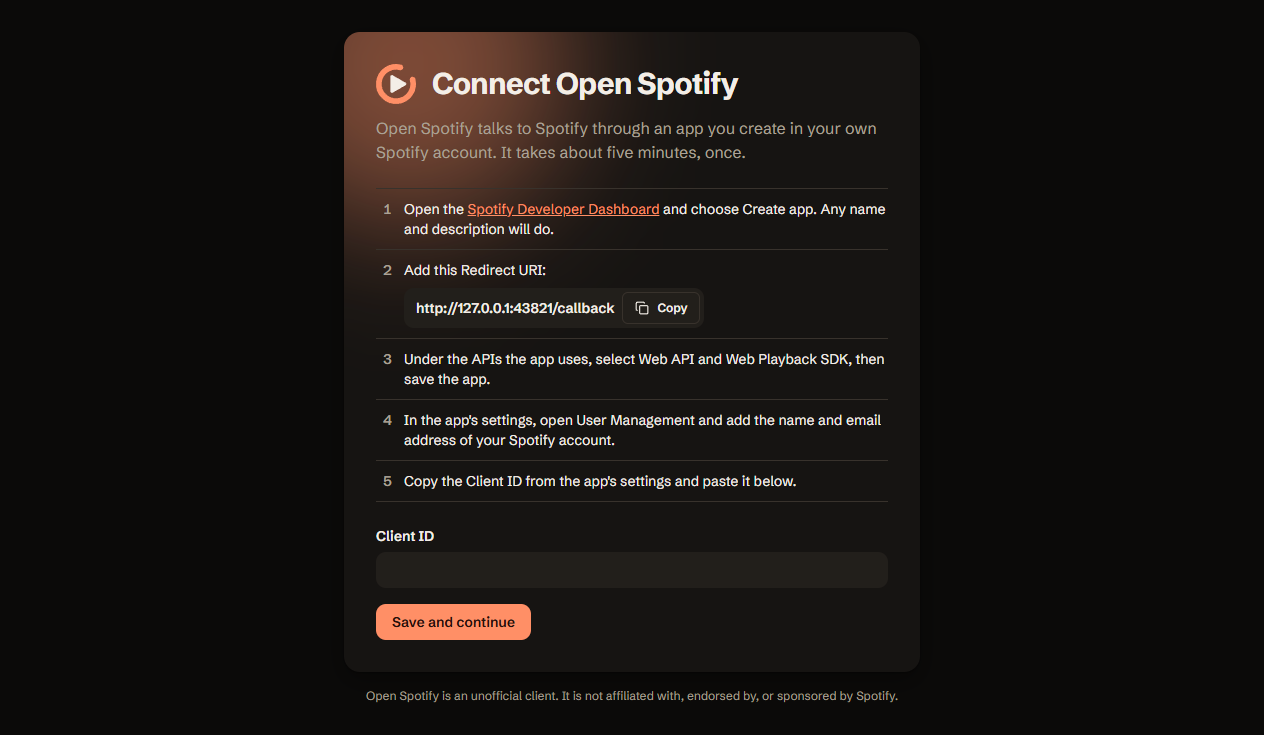 Connect Open Spotify
Open Spotify talks to Spotify through an app you create in your own
Spotify account. It takes about five minutes, once.
1 Open the Spotify Developer Dashboard and choose Create app. Any name
and description will do.
2 Add this Redirect URI:
http://127.0.0.1:43821/callback Copy
3 Under the APIs the app uses, select Web API and Web Playback SDK, then
save the app.
4 In the app's settings, open User Management and add the name and email
address of your Spotify account.
5 Copy the Client ID from the app's settings and paste it below.
Client ID
Save and continue
Open Spotify is an unofficial client. It is not affiliated with, endorsed by, or sponsored by Spotify.